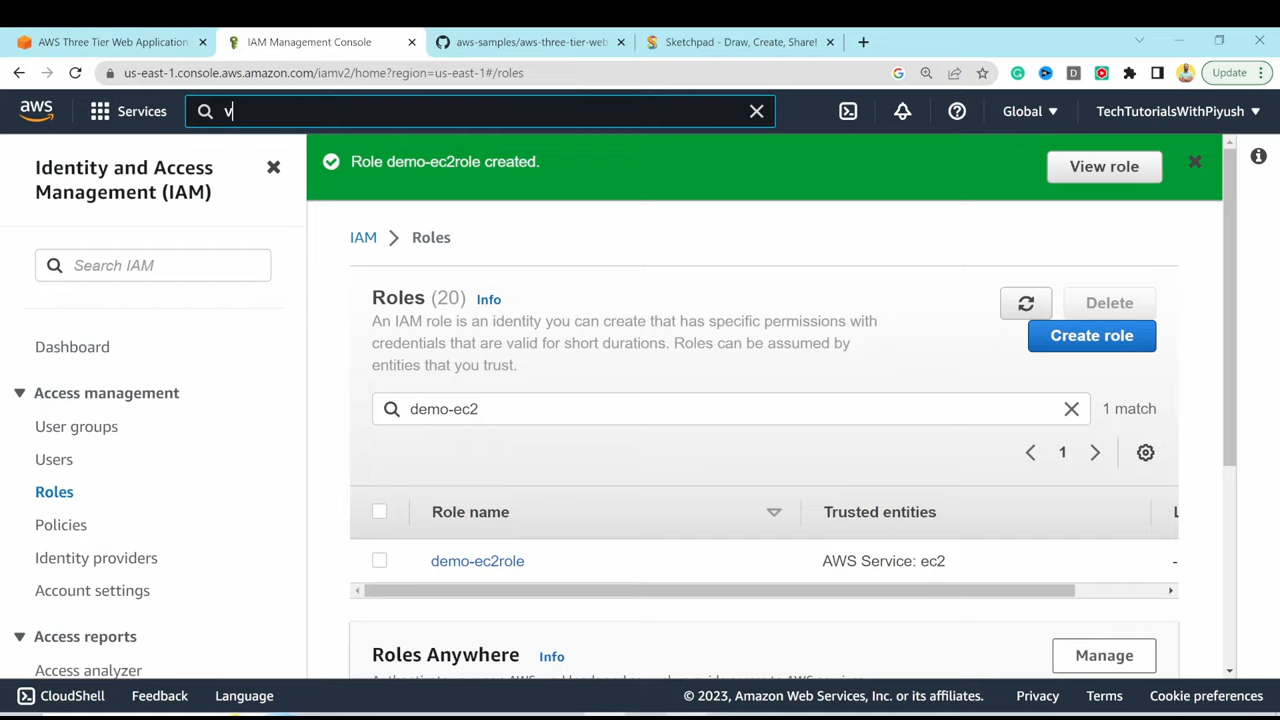 AWS Three Tier Web Application
IAM Management Console
aws-samples/aws-three-tier-web
Sketchpad - Draw, Create, Share!
us-east-1.console.aws.amazon.com/iamv2/home?region=us-east-1#/roles
G
G
D
Update
aws
Services
v
Global
TechTutorialsWithPiyush
Identity and Access
Management (IAM)
Search IAM
Dashboard
Access management
User groups
Users
Roles
Policies
Identity providers
Account settings
Access reports
Access analyzer
Role demo-ec2role created.
View role
IAM > Roles
Roles (20) Info
An IAM role is an identity you can create that has specific permissions with
credentials that are valid for short durations. Roles can be assumed by
entities that you trust.
Delete
Create role
demo-ec2
1 match
1
Role name
Trusted entities
demo-ec2role
AWS Service: ec2
-
Roles Anywhere Info
Manage
CloudShell
Feedback
Language
© 2023, Amazon Web Services, Inc. or its affiliates.
Privacy
Terms
Cookie preferences